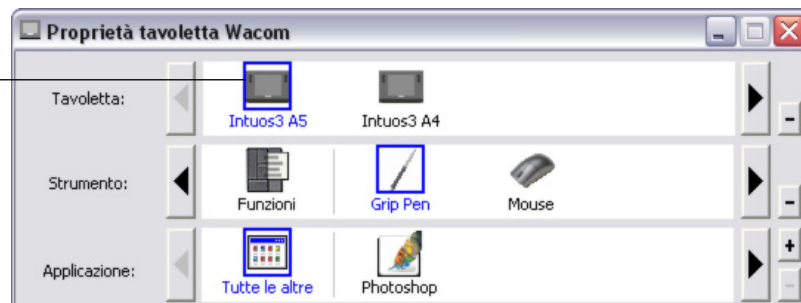 Proprietà tavoletta Wacom
Tavoletta:
Intuos3 A5
Intuos3 A4
Strumento:
Funzioni
Grip Pen
Mouse
Applicazione:
Tutte le altre
Photoshop